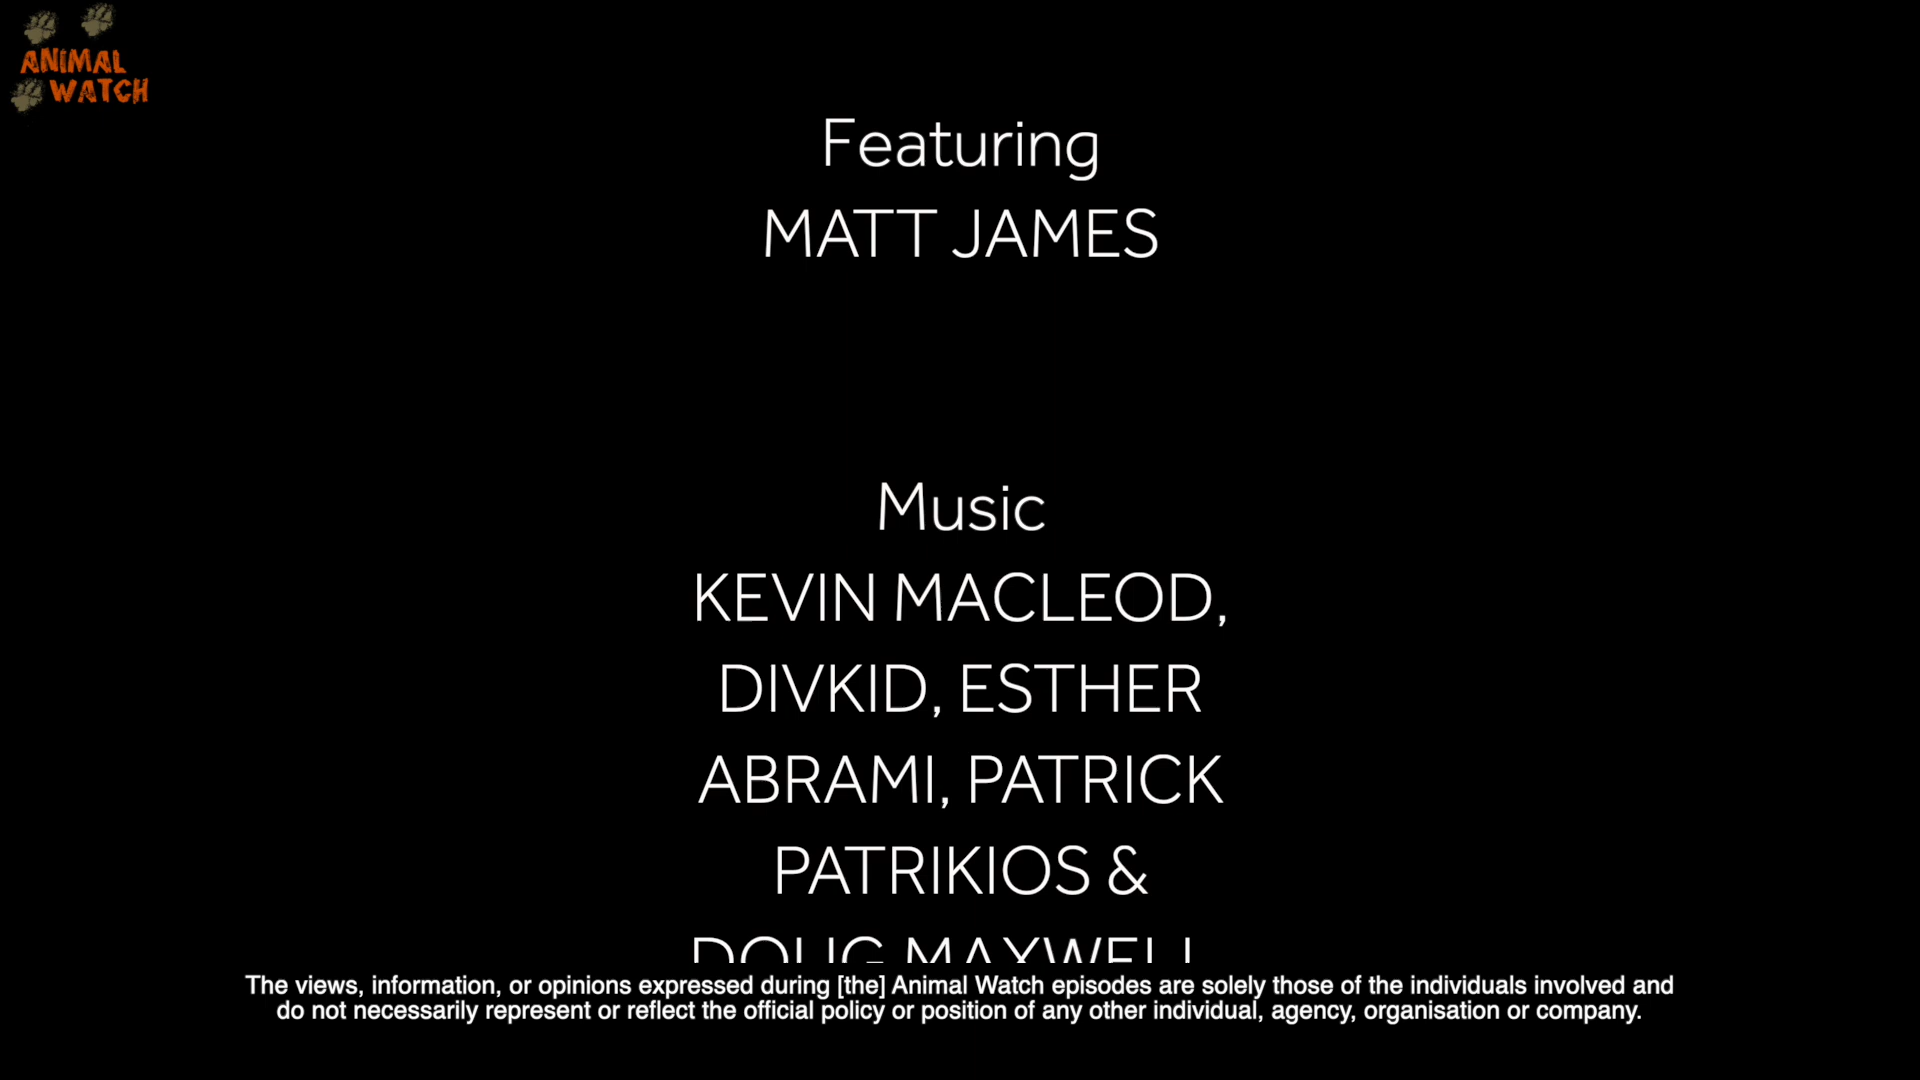 ANIMAL
WATCH
Featuring
MATT JAMES
Music
KEVIN MACLEOD,
DIVKID, ESTHER
ABRAMI, PATRICK
PATRIKIOS &
DOUG MAXWELL
The views, information, or opinions expressed during [the] Animal Watch episodes are solely those of the individuals involved and
do not necessarily represent or reflect the official policy or position of any other individual, agency, organisation or company.